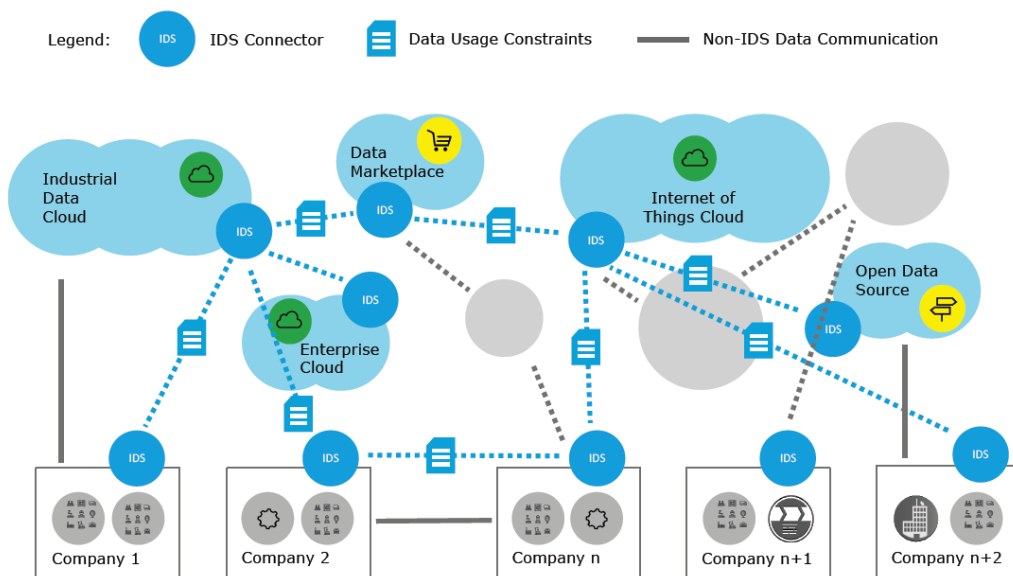 Legend:
IDS
IDS Connector
Data Usage Constraints
Non-IDS Data Communication
Industrial
Data
Cloud
Data
Marketplace
Internet of
Things Cloud
IDS
IDS
IDS
Open Data
Source
IDS
IDS
Enterprise
Cloud
IDS
IDS
IDS
IDS
IDS
Company 1
Company 2
Company n
Company n+1
Company n+2